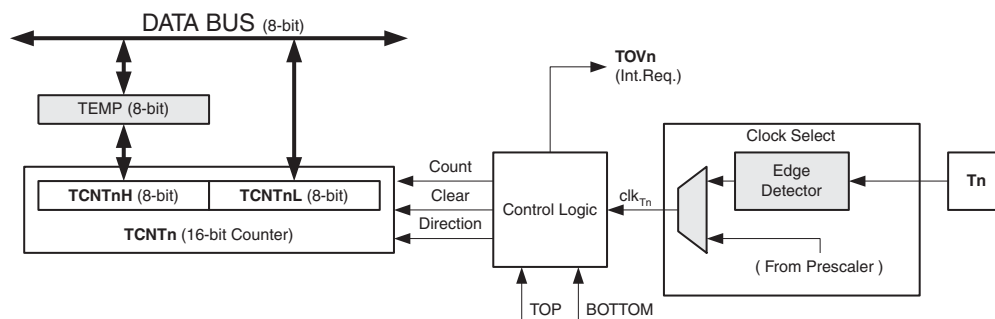 DATA BUS (8-bit)
TEMP (8-bit)
TCNTnH (8-bit) TCNTnL (8-bit)
TCNTn (16-bit Counter)
Count
Clear
Direction
Control Logic
TOVn
(Int.Req.)
TOP
BOTTOM
clkTn
Clock Select
Edge
Detector
( From Prescaler )
Tn